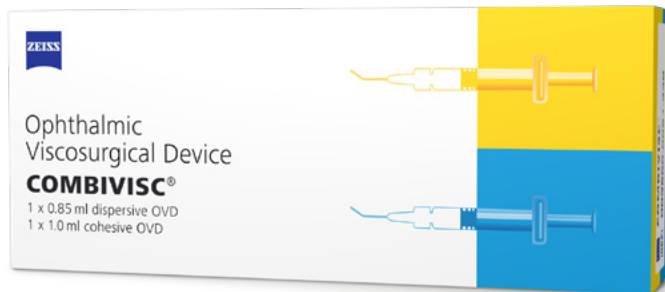 ZEISS
Ophthalmic
Viscosurgical Device
COMBIVISC®
1 x 0.85 ml dispersive OVD
1 x 1.0 ml cohesive OVD